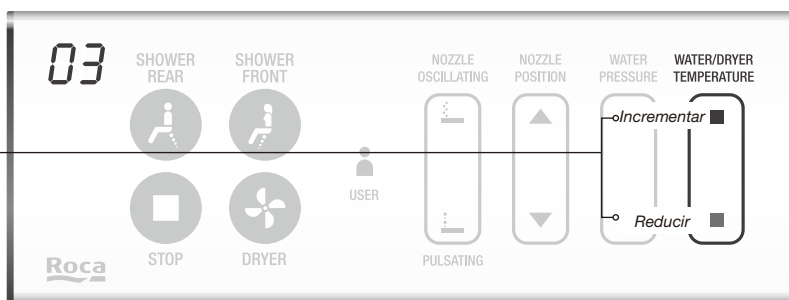 03
SHOWER
REAR
SHOWER
FRONT
NOZZLE
OSCILLATING
NOZZLE
POSITION
WATER
PRESSURE
WATER/DRYER
TEMPERATURE
Incrementar
USER
Reducir
STOP
DRYER
PULSATING
Roca